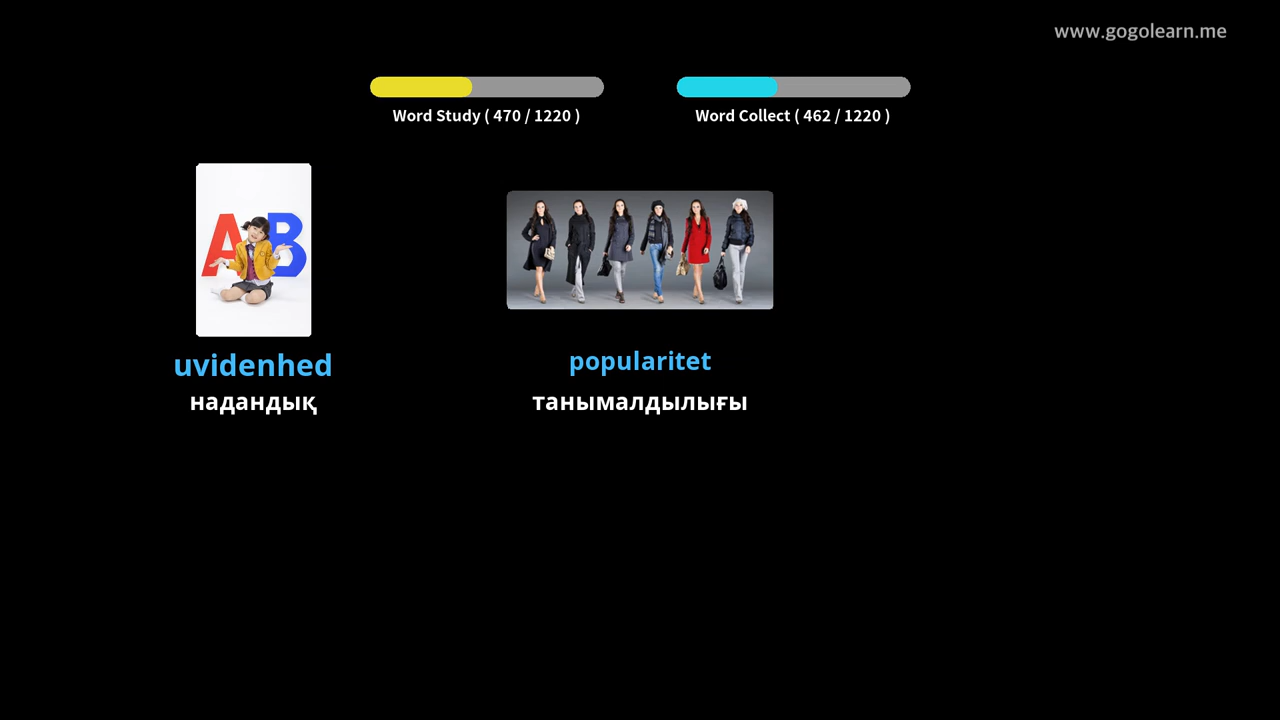 www.gogolearn.me
Word Study ( 470 / 1220 )
Word Collect ( 462 / 1220 )
A B
uvidenhed
надандық
popularitet
танымалдылығы